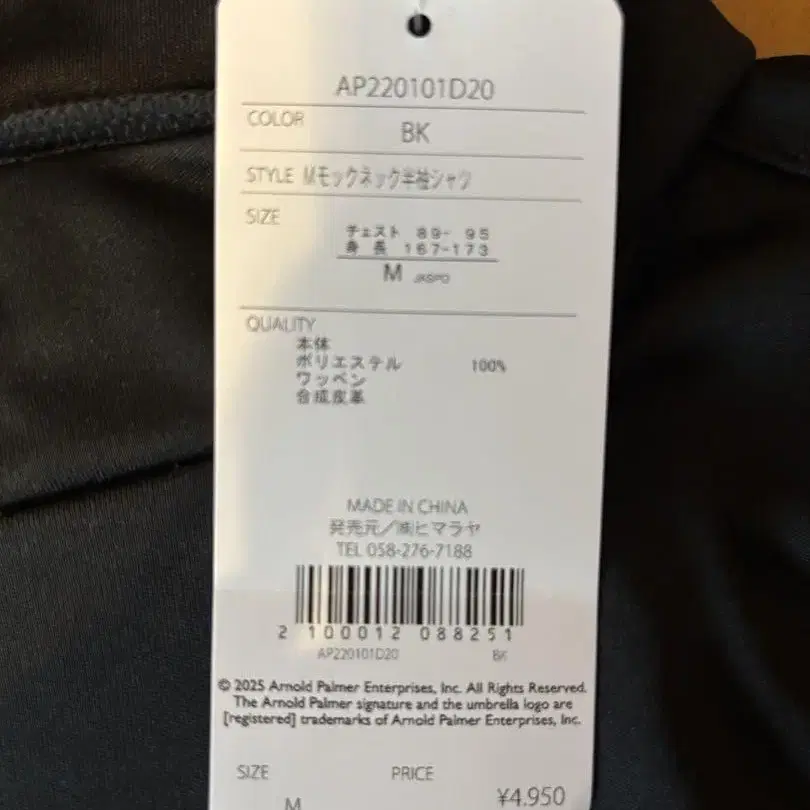 AP220101D20
COLOR BK
STYLE Mモックネック半袖シャツ
SIZE
チェスト 89- 95
身 長 167-173
M JASPO
QUALITY
本体
ポリエステル 100%
ワッペン
合成皮革
MADE IN CHINA
発売元/㈱ヒマラヤ
TEL 058-276-7188
2 100012 088251
AP220101D20 BK
© 2025 Arnold Palmer Enterprises, Inc. All Rights Reserved.
The Arnold Palmer signature and the umbrella logo are
[registered] trademarks of Arnold Palmer Enterprises, Inc.
SIZE PRICE
M ¥4,950